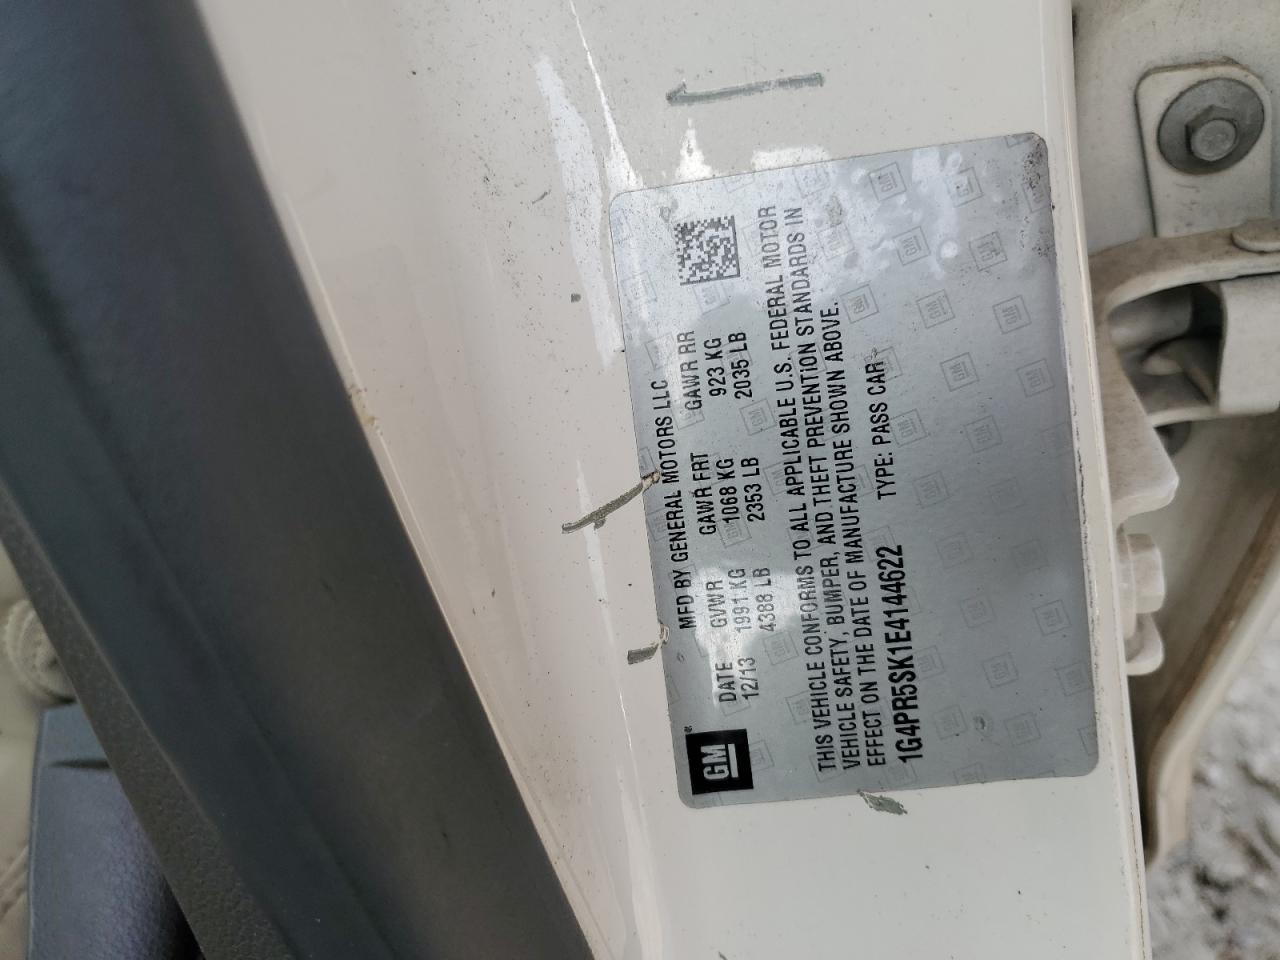 MFD BY GENERAL MOTORS LLC
DATE GVWR GAWR FRT GAWR RR
12/13 1991 KG 1068 KG 923 KG
4388 LB 2353 LB 2035 LB
THIS VEHICLE CONFORMS TO ALL APPLICABLE U.S. FEDERAL MOTOR
VEHICLE SAFETY, BUMPER, AND THEFT PREVENTION STANDARDS IN
EFFECT ON THE DATE OF MANUFACTURE SHOWN ABOVE.
1G4PR5SK1E4144622 TYPE: PASS CAR
GM